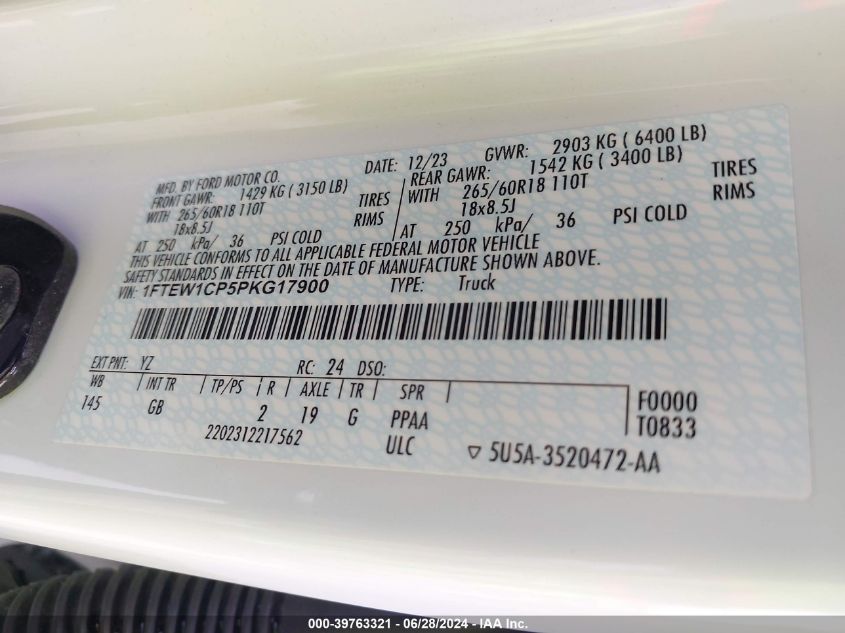 MFD. BY FORD MOTOR CO. DATE: 12/23 GVWR: 2903 KG ( 6400 LB)
FRONT GAWR: 1429 KG ( 3150 LB) REAR GAWR: 1542 KG ( 3400 LB)
WITH 265/60R18 110T TIRES WITH 265/60R18 110T TIRES
18x8.5J RIMS 18x8.5J RIMS
AT 250 kPa/ 36 PSI COLD AT 250 kPa/ 36 PSI COLD
THIS VEHICLE CONFORMS TO ALL APPLICABLE FEDERAL MOTOR VEHICLE
SAFETY STANDARDS IN EFFECT ON THE DATE OF MANUFACTURE SHOWN ABOVE.
VIN: 1FTEW1CP5PKG17900 TYPE: Truck
EXT PNT: YZ RC: 24 DSO:
WB INT TR TP/PS R AXLE TR SPR
145 GB 2 19 G PPAA F0000
2202312217562 ULC T0833
5U5A-3520472-AA
000-39763321 - 06/28/2024 - IAA Inc.